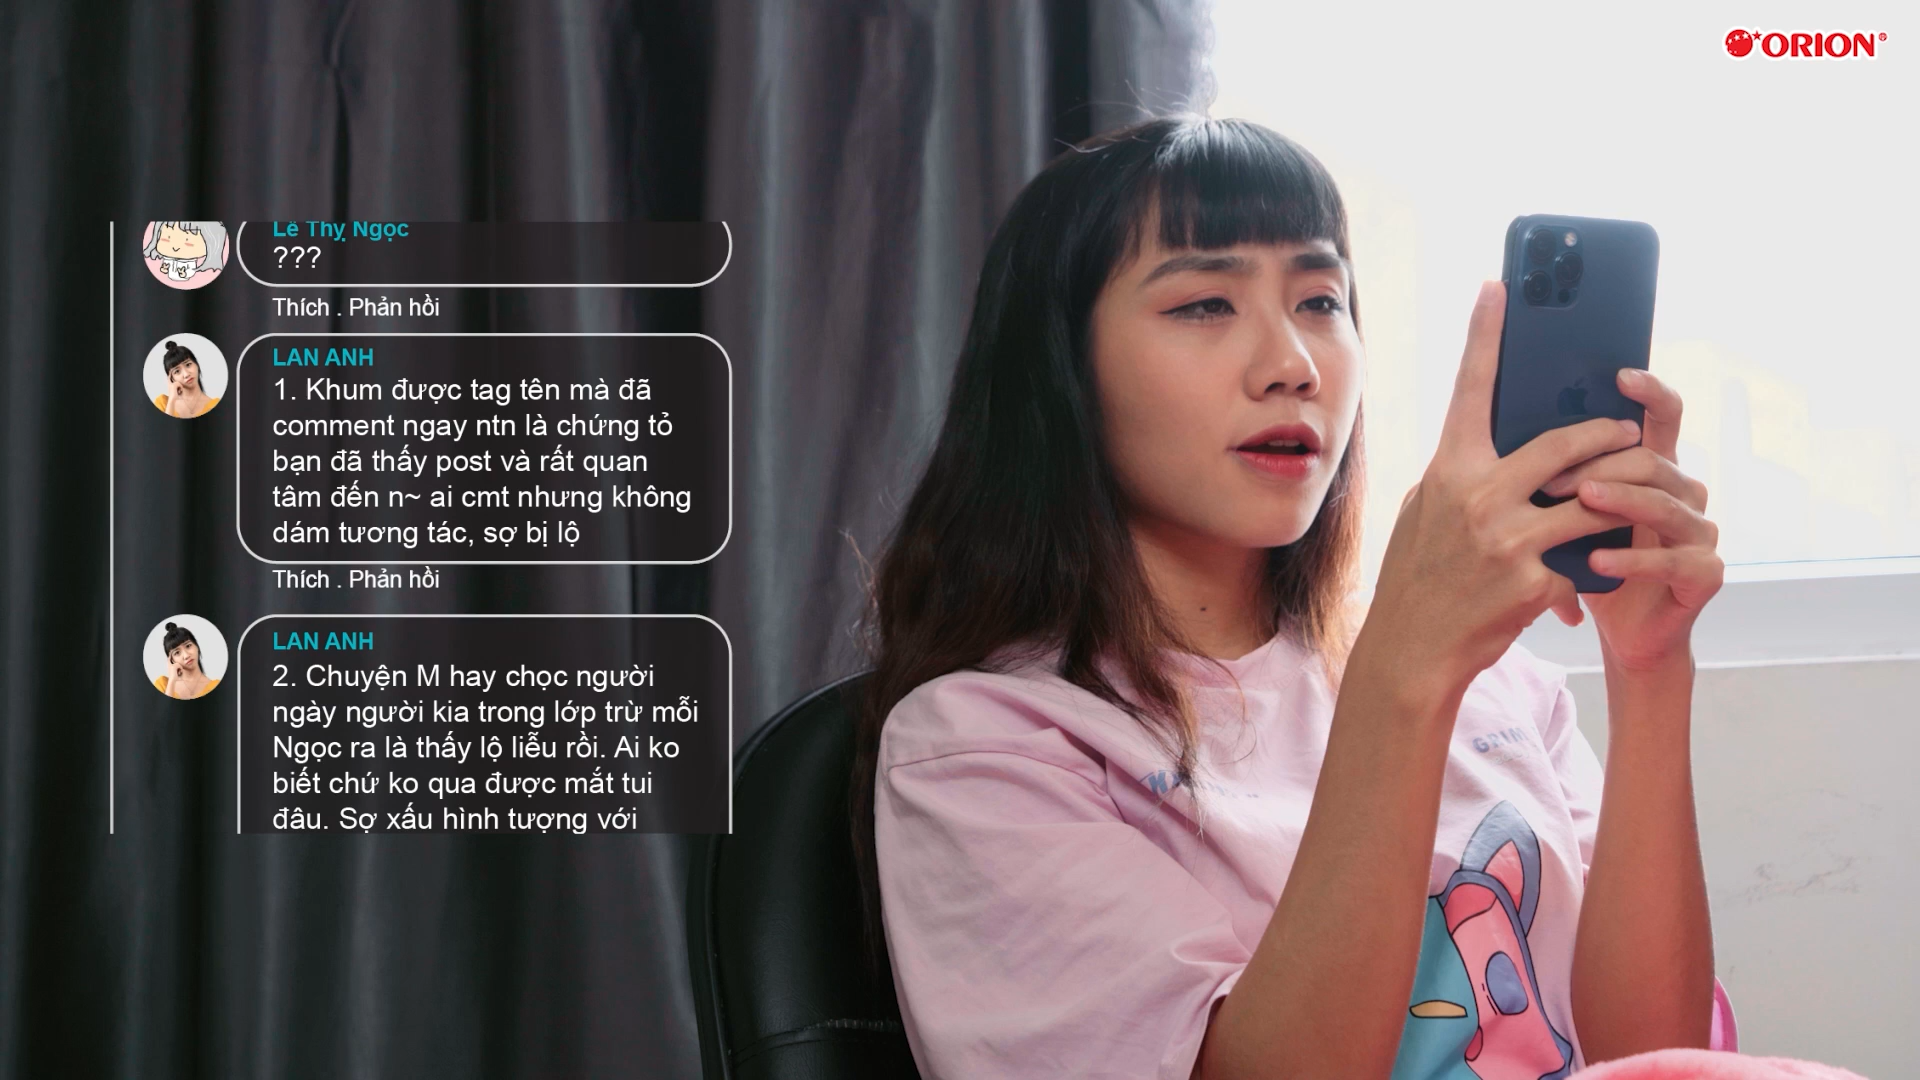 ORION
Lê Thỵ Ngọc
???
Thích . Phản hồi
LAN ANH
1. Khum được tag tên mà đã
comment ngay ntn là chứng tỏ
bạn đã thấy post và rất quan
tâm đến n~ ai cmt nhưng không
dám tương tác, sợ bị lộ
Thích . Phản hồi
LAN ANH
2. Chuyện M hay chọc người
ngày người kia trong lớp trừ mỗi
Ngọc ra là thấy lộ liễu rồi. Ai ko
biết chứ ko qua được mắt tui
đâu. Sợ xấu hình tượng với